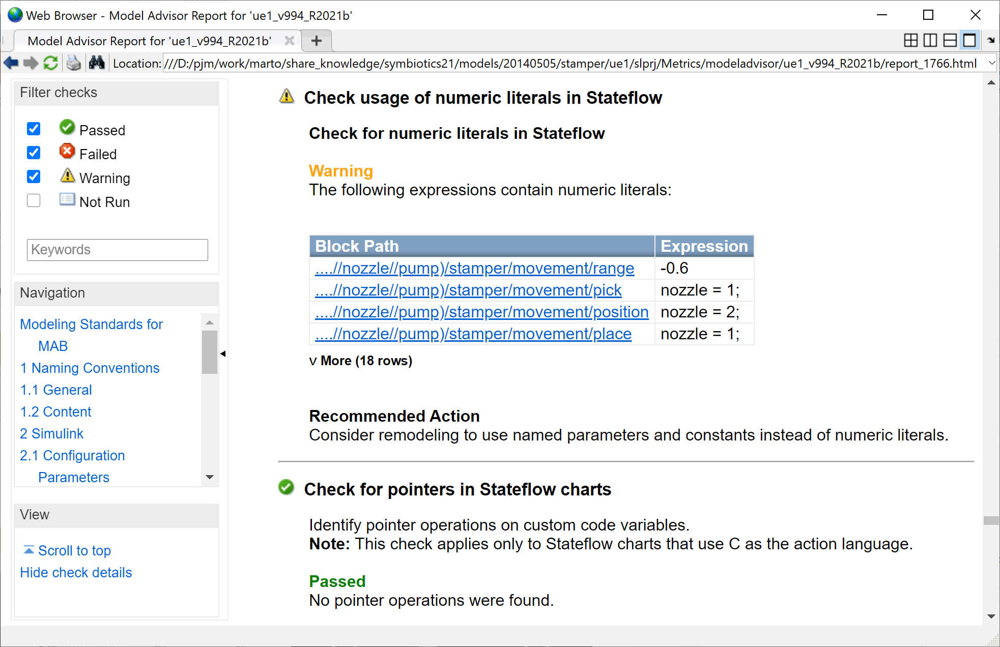 Web Browser - Model Advisor Report for 'ue1_v994_R2021b'
Model Advisor Report for 'ue1_v994_R2021b'
Location: ///D:/pjm/work/marto/share_knowledge/symbiotics21/models/20140505/stamper/ue1/slprj/Metrics/modeladvisor/ue1_v994_R2021b/report_1766.html
Filter checks
Passed
Failed
Warning
Not Run
Keywords
Navigation
Modeling Standards for
MAB
1 Naming Conventions
1.1 General
1.2 Content
2 Simulink
2.1 Configuration
Parameters
View
Scroll to top
Hide check details
Check usage of numeric literals in Stateflow
Check for numeric literals in Stateflow
Warning
The following expressions contain numeric literals:
Block Path Expression
....//nozzle//pump)/stamper/movement/range -0.6
....//nozzle//pump)/stamper/movement/pick nozzle = 1;
....//nozzle//pump)/stamper/movement/position nozzle = 2;
....//nozzle//pump)/stamper/movement/place nozzle = 1;
v More (18 rows)
Recommended Action
Consider remodeling to use named parameters and constants instead of numeric literals.
Check for pointers in Stateflow charts
Identify pointer operations on custom code variables.
Note: This check applies only to Stateflow charts that use C as the action language.
Passed
No pointer operations were found.